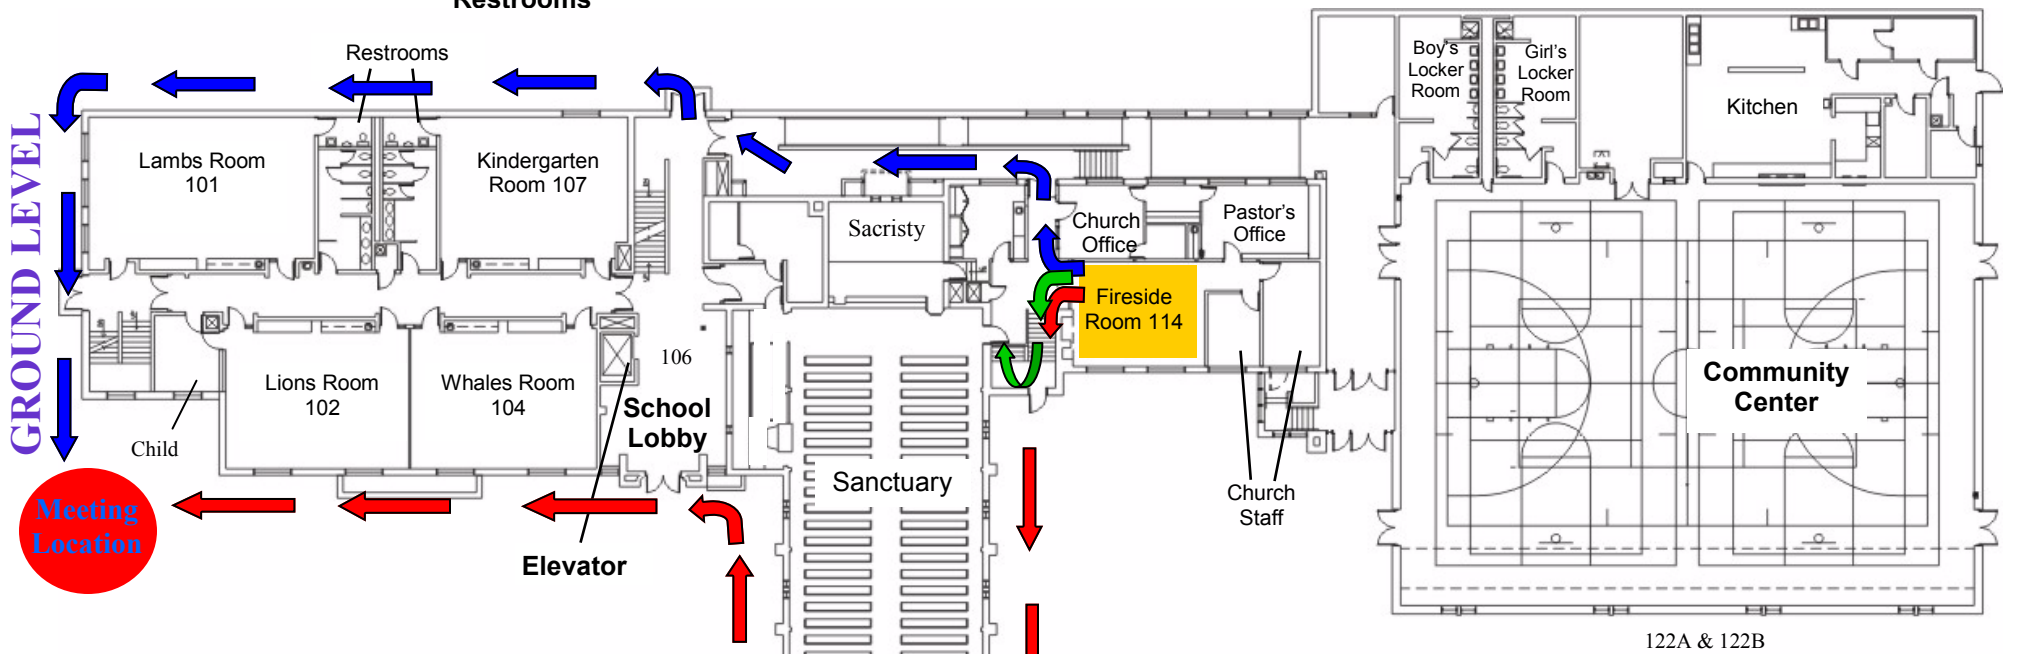 Restrooms
Restrooms
GROUND LEVEL
Lambs Room
101
Kindergarten
Room 107
Sacristy
Church
Office
Pastor's
Office
Boy's
Locker
Room
Girl's
Locker
Room
Kitchen
Fireside
Room 114
Lions Room
102
Whales Room
104
106
School
Lobby
Child
Community
Center
Sanctuary
Church
Staff
Meeting
Location
Elevator
122A & 122B